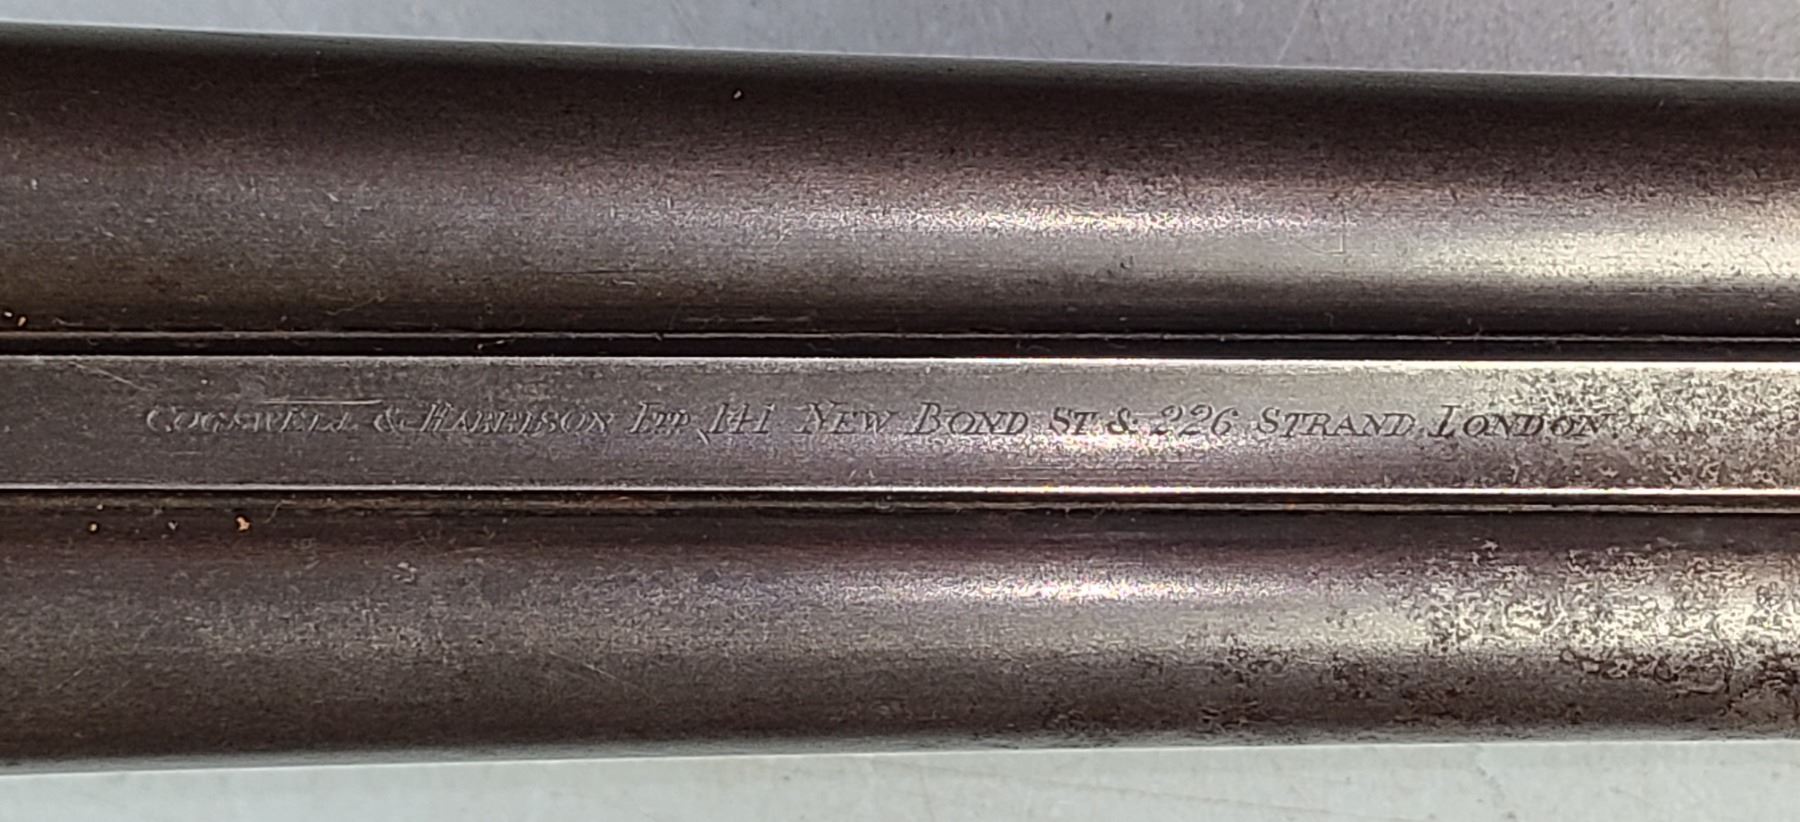 COGSWELL & HARRISON LTD 141 NEW BOND ST & 226 STRAND LONDON